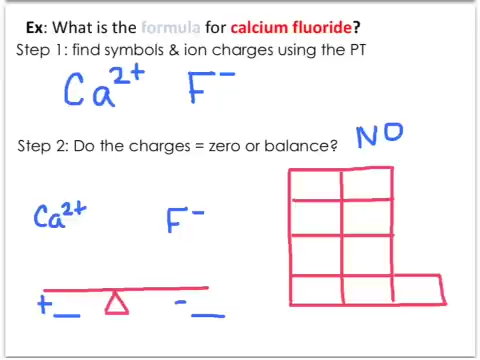 Ex: What is the formula for calcium fluoride?
Step 1: find symbols & ion charges using the PT
Ca²⁺ F⁻
Step 2: Do the charges = zero or balance? NO
Ca²⁺ F⁻
+__ -__